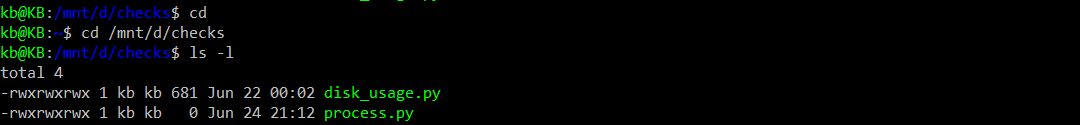 kb@KB:/mnt/d/checks$ cd
kb@KB:~$ cd /mnt/d/checks
kb@KB:/mnt/d/checks$ ls -l
total 4
-rwxrwxrwx 1 kb kb 681 Jun 22 00:02 disk_usage.py
-rwxrwxrwx 1 kb kb   0 Jun 24 21:12 process.py